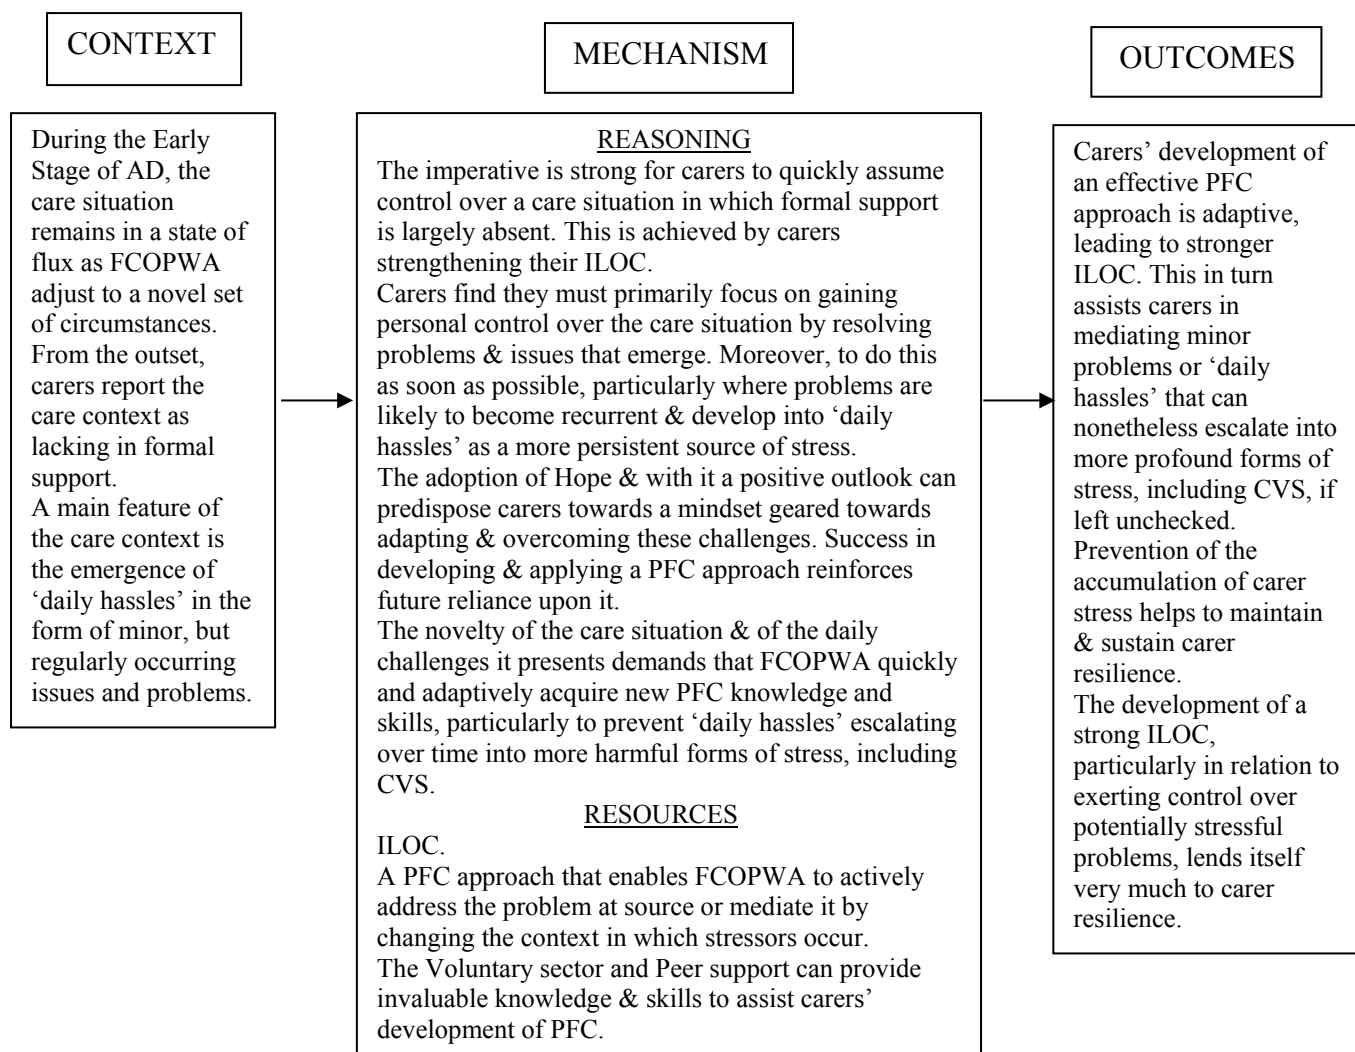 CONTEXT
MECHANISM
OUTCOMES
During the Early
Stage of AD, the
care situation
remains in a state of
flux as FCOPWA
adjust to a novel set
of circumstances.
From the outset,
carers report the
care context as
lacking in formal
support.
A main feature of
the care context is
the emergence of
‘daily hassles’ in the
form of minor, but
regularly occurring
issues and problems.
REASONING
The imperative is strong for carers to quickly assume
control over a care situation in which formal support
is largely absent. This is achieved by carers
strengthening their ILOC.
Carers find they must primarily focus on gaining
personal control over the care situation by resolving
problems & issues that emerge. Moreover, to do this
as soon as possible, particularly where problems are
likely to become recurrent & develop into ‘daily
hassles’ as a more persistent source of stress.
The adoption of Hope & with it a positive outlook can
predispose carers towards a mindset geared towards
adapting & overcoming these challenges. Success in
developing & applying a PFC approach reinforces
future reliance upon it.
The novelty of the care situation & of the daily
challenges it presents demands that FCOPWA quickly
and adaptively acquire new PFC knowledge and
skills, particularly to prevent ‘daily hassles’ escalating
over time into more harmful forms of stress, including
CVS.
RESOURCES
ILOC.
A PFC approach that enables FCOPWA to actively
address the problem at source or mediate it by
changing the context in which stressors occur.
The Voluntary sector and Peer support can provide
invaluable knowledge & skills to assist carers’
development of PFC.
Carers’ development of
an effective PFC
approach is adaptive,
leading to stronger
ILOC. This in turn
assists carers in
mediating minor
problems or ‘daily
hassles’ that can
nonetheless escalate into
more profound forms of
stress, including CVS, if
left unchecked.
Prevention of the
accumulation of carer
stress helps to maintain
& sustain carer
resilience.
The development of a
strong ILOC,
particularly in relation to
exerting control over
potentially stressful
problems, lends itself
very much to carer
resilience.